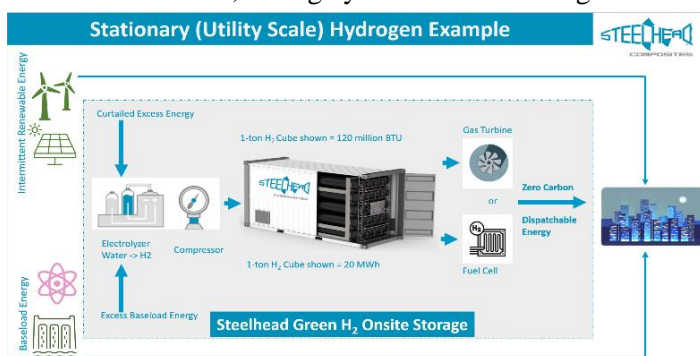 Stationary (Utility Scale) Hydrogen Example
STEELHEAD
COMPOSITES
Intermittent Renewable Energy
Curtailed Excess Energy
1-ton H₂ Cube shown = 120 million BTU
Gas Turbine
STEELHEAD
or
Zero Carbon
Dispatchable
Energy
Electrolyzer
Water -> H2
Compressor
H₂
1-ton H₂ Cube shown = 20 MWh
Fuel Cell
Baseload Energy
Excess Baseload Energy
Steelhead Green H₂ Onsite Storage